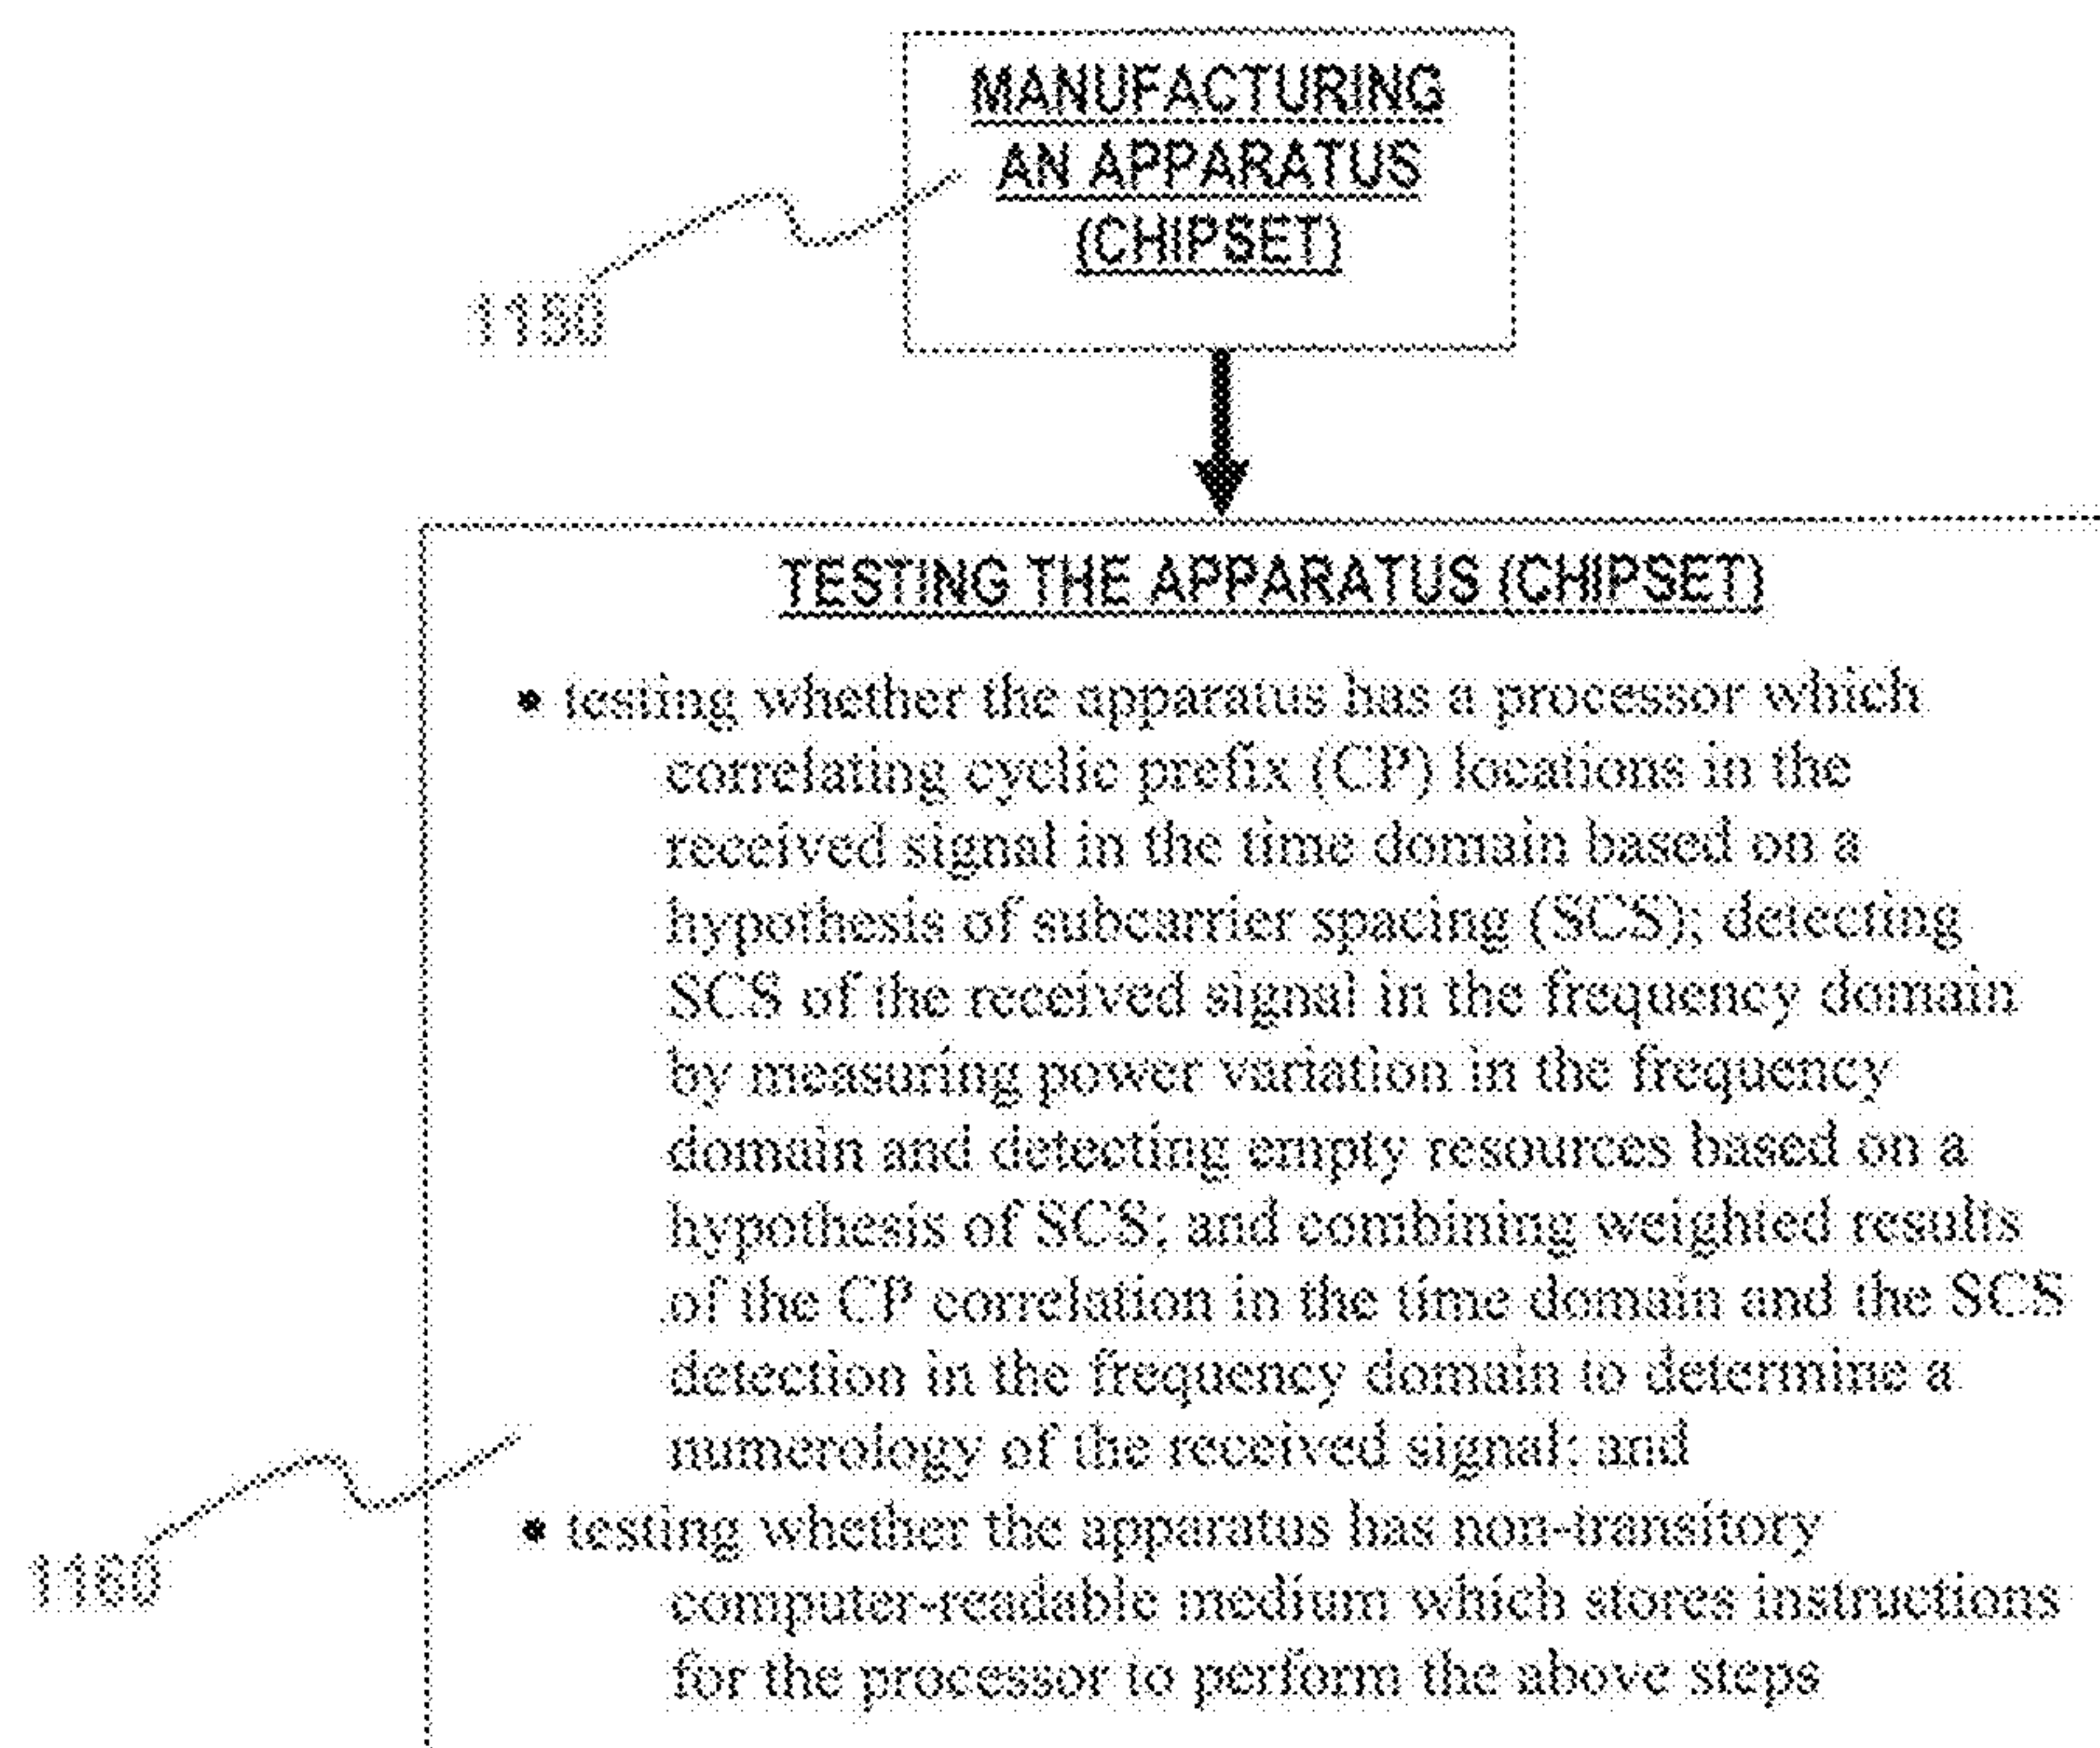 MANUFACTURING
AN APPARATUS
(CHIPSET)
1150
TESTING THE APPARATUS (CHIPSET)
• testing whether the apparatus has a processor which
correlating cyclic prefix (CP) locations in the
received signal in the time domain based on a
hypothesis of subcarrier spacing (SCS); detecting
SCS of the received signal in the frequency domain
by measuring power variation in the frequency
domain and detecting empty resources based on a
hypothesis of SCS; and combining weighted results
of the CP correlation in the time domain and the SCS
detection in the frequency domain to determine a
numerology of the received signal; and
• testing whether the apparatus has non-transitory
1160
computer-readable medium which stores instructions
for the processor to perform the above steps